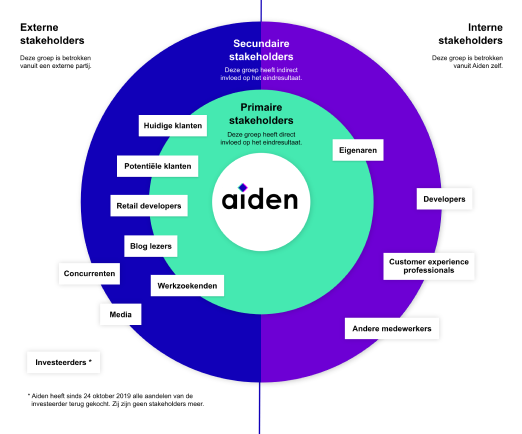 Externe
stakeholders
Deze groep is betrokken
vanuit een externe partij.
Interne
stakeholders
Deze groep is betrokken
vanuit Aiden zelf.
Secundaire
stakeholders
Deze groep heeft indirect
invloed op het eindresultaat.
Primaire
stakeholders
Deze groep heeft direct
invloed op het eindresultaat.
Huidige klanten
Eigenaren
Potentiële klanten
aiden
Developers
Retail developers
Blog lezers
Customer experience
professionals
Concurrenten
Werkzoekenden
Media
Andere medewerkers
Investeerders *
* Aiden heeft sinds 24 oktober 2019 alle aandelen van de
investeerder terug gekocht. Zij zijn geen stakeholders meer.